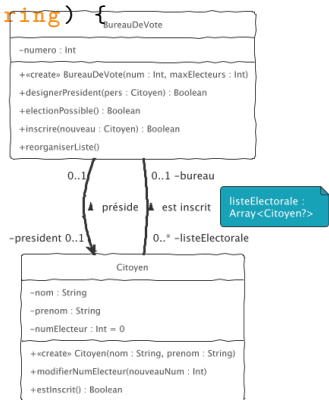 ring) {
BureauDeVote
-numero : Int
+«create» BureauDeVote(num : Int, maxElecteurs : Int)
+designerPresident(pers : Citoyen) : Boolean
+electionPossible() : Boolean
+inscrire(nouveau : Citoyen) : Boolean
+reorganiserListe()
0..1
0..1 -bureau
préside
est inscrit
listeElectorale :
Array<Citoyen?>
-president 0..1
0..* -listeElectorale
Citoyen
-nom : String
-prenom : String
-numElecteur : Int = 0
+«create» Citoyen(nom : String, prenom : String)
+modifierNumElecteur(nouveauNum : Int)
+estInscrit() : Boolean